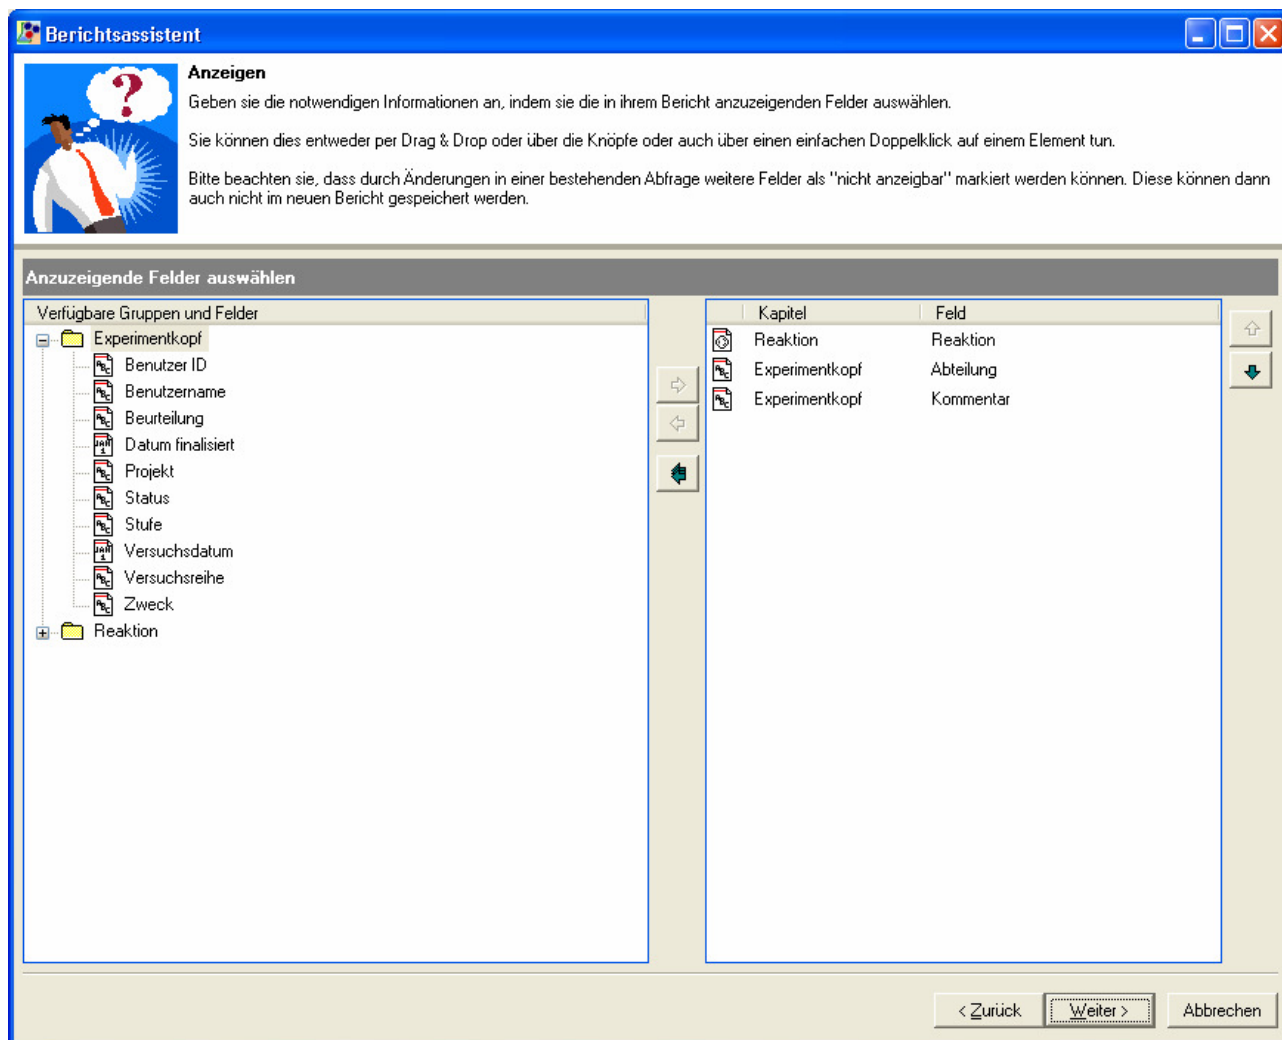 Berichtsassistent
Anzeigen
Geben sie die notwendigen Informationen an, indem sie die in ihrem Bericht anzuzeigenden Felder auswählen.
Sie können dies entweder per Drag & Drop oder über die Knöpfe oder auch über einen einfachen Doppelklick auf einem Element tun.
Bitte beachten sie, dass durch Änderungen in einer bestehenden Abfrage weitere Felder als "nicht anzeigbar" markiert werden können. Diese können dann
auch nicht im neuen Bericht gespeichert werden.
Anzuzeigende Felder auswählen
Verfügbare Gruppen und Felder
Experimentkopf
Benutzer ID
Benutzername
Beurteilung
Datum finalisiert
Projekt
Status
Stufe
Versuchsdatum
Versuchsreihe
Zweck
Reaktion
Kapitel Feld
Reaktion Reaktion
Experimentkopf Abteilung
Experimentkopf Kommentar
< Zurück Weiter > Abbrechen